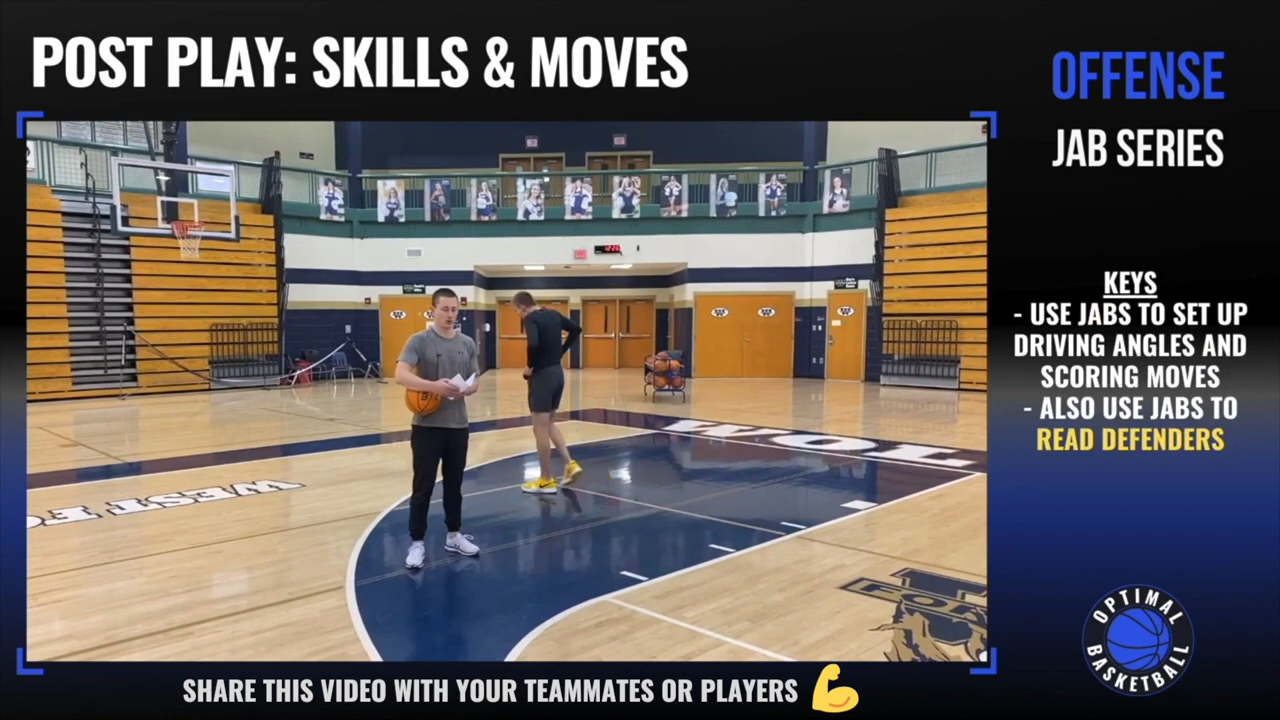 POST PLAY: SKILLS & MOVES
OFFENSE
JAB SERIES
KEYS
- USE JABS TO SET UP
DRIVING ANGLES AND
SCORING MOVES
- ALSO USE JABS TO
READ DEFENDERS
OPTIMAL
BASKETBALL
SHARE THIS VIDEO WITH YOUR TEAMMATES OR PLAYERS